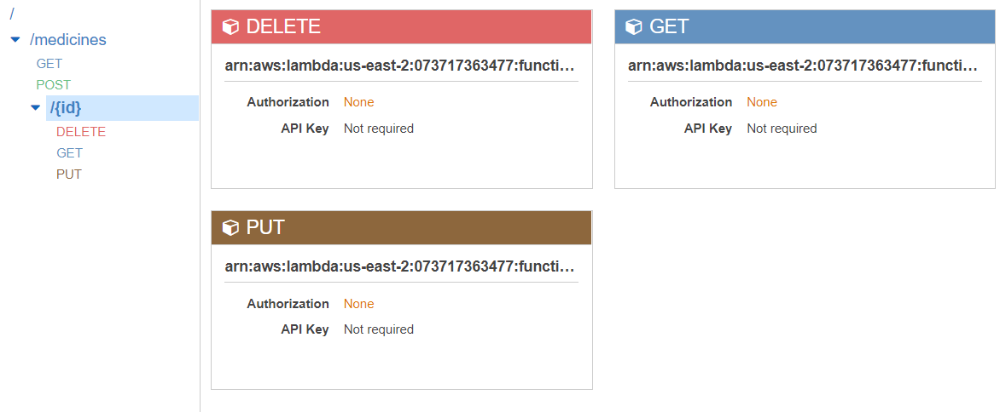 /
/medicines
GET
POST
/{id}
DELETE
GET
PUT
DELETE
arn:aws:lambda:us-east-2:073717363477:functi...
Authorization None
API Key Not required
GET
arn:aws:lambda:us-east-2:073717363477:functi...
Authorization None
API Key Not required
PUT
arn:aws:lambda:us-east-2:073717363477:functi...
Authorization None
API Key Not required